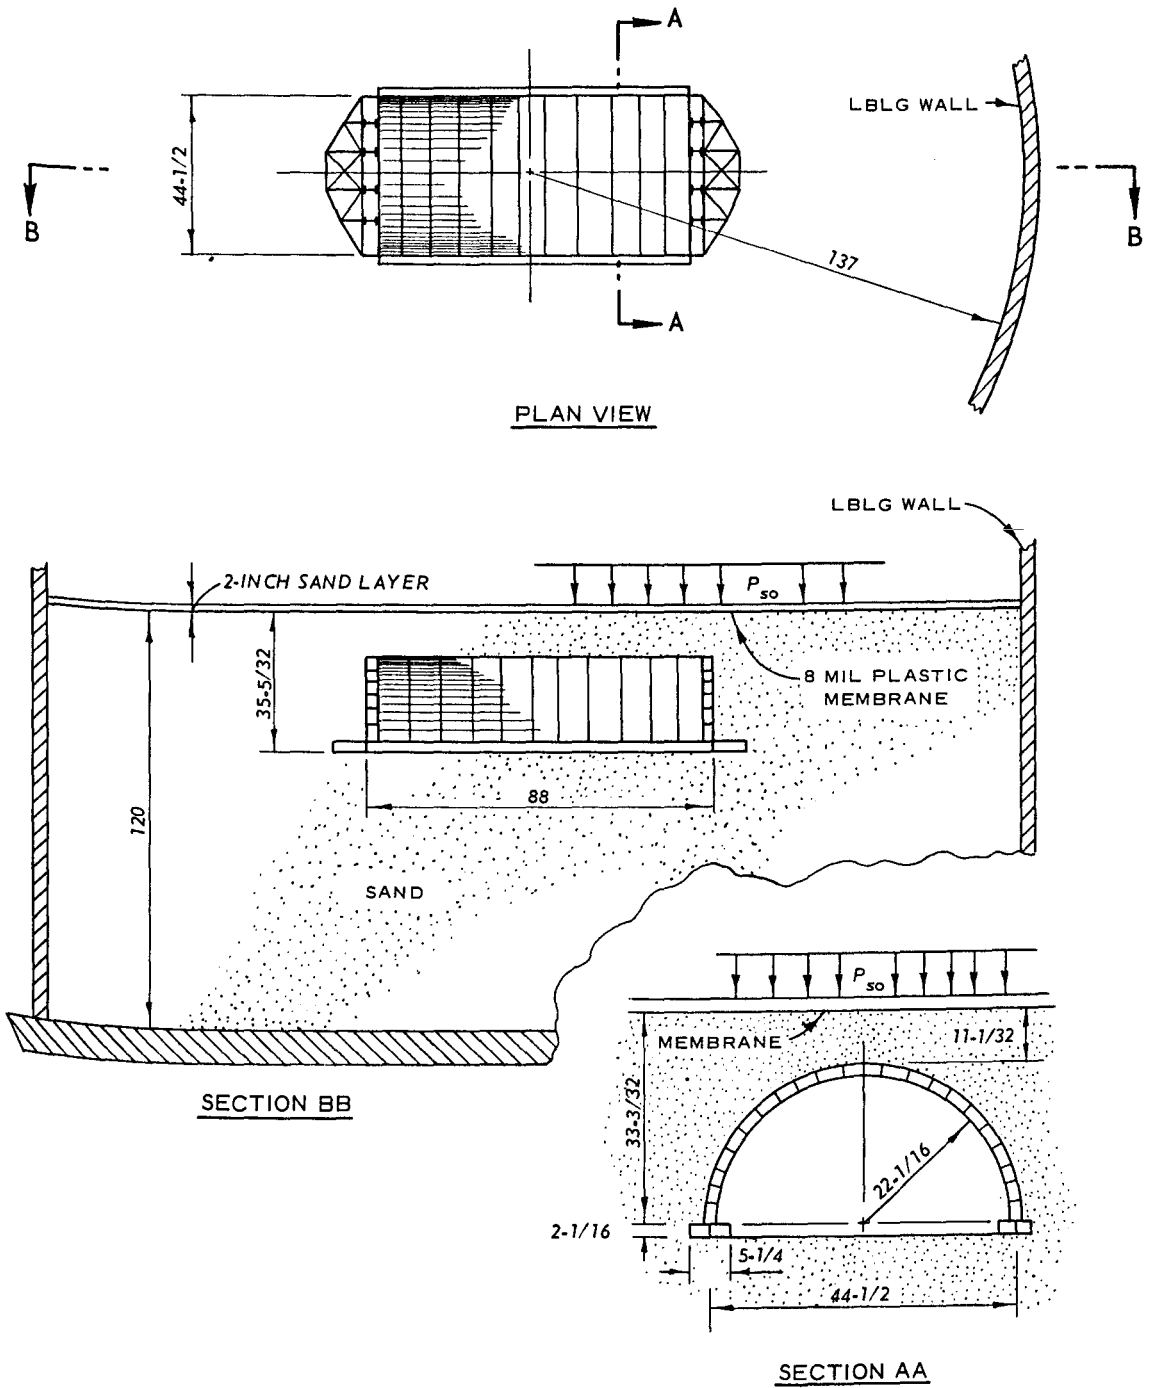 A
LBLG WALL
44-1/2
B
B
137
A
PLAN VIEW
LBLG WALL
2-INCH SAND LAYER
Pso
35-5/32
8 MIL PLASTIC
MEMBRANE
88
120
SAND
Pso
MEMBRANE
11-1/32
SECTION BB
33-3/32
22-1/16
2-1/16
5-1/4
44-1/2
SECTION AA